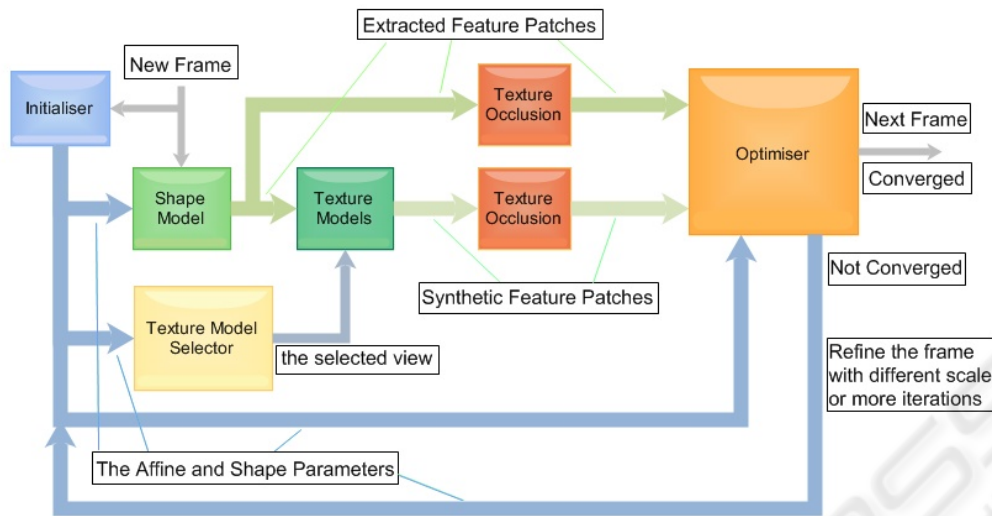 Extracted Feature Patches
New Frame
Initialiser
Texture
Occlusion
Optimiser
Next Frame
Converged
Shape
Model
Texture
Models
Texture
Occlusion
Not Converged
Synthetic Feature Patches
Texture Model
Selector
the selected view
Refine the frame
with different scale
or more iterations
The Affine and Shape Parameters